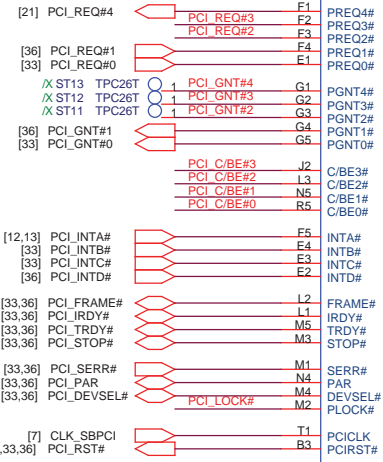 [21] PCI_REQ#4 F1 PREQ4#
PCI_REQ#3 F2 PREQ3#
PCI_REQ#2 F3 PREQ2#
[36] PCI_REQ#1 F4 PREQ1#
[33] PCI_REQ#0 E1 PREQ0#
/X ST13 TPC26T 1 PCI_GNT#4 G1 PGNT4#
/X ST12 TPC26T 1 PCI_GNT#3 G2 PGNT3#
/X ST11 TPC26T 1 PCI_GNT#2 G3 PGNT2#
[36] PCI_GNT#1 G4 PGNT1#
[33] PCI_GNT#0 G5 PGNT0#
PCI_C/BE#3 J2 C/BE3#
PCI_C/BE#2 L3 C/BE2#
PCI_C/BE#1 N5 C/BE1#
PCI_C/BE#0 R5 C/BE0#
[12,13] PCI_INTA# F5 INTA#
[33] PCI_INTB# E4 INTB#
[33] PCI_INTC# E3 INTC#
[36] PCI_INTD# E2 INTD#
[33,36] PCI_FRAME# L2 FRAME#
[33,36] PCI_IRDY# L1 IRDY#
[33,36] PCI_TRDY# M5 TRDY#
[33,36] PCI_STOP# M3 STOP#
[33,36] PCI_SERR# M1 SERR#
[33,36] PCI_PAR N4 PAR
[33,36] PCI_DEVSEL# M4 DEVSEL#
PCI_LOCK# M2 PLOCK#
[7] CLK_SBPCI T1 PCICLK
,33,36] PCI_RST# B3 PCIRST#